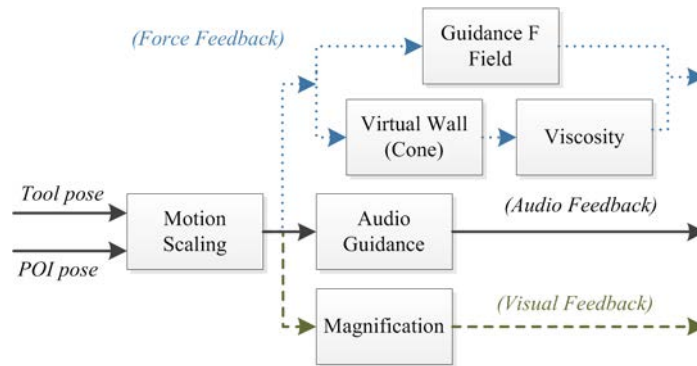 (Force Feedback)
Guidance F
Field
Virtual Wall
(Cone)
Viscosity
Tool pose
POI pose
Motion
Scaling
Audio
Guidance
(Audio Feedback)
Magnification
(Visual Feedback)